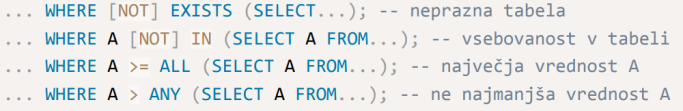 ... WHERE [NOT] EXISTS (SELECT...); -- neprazna tabela
... WHERE A [NOT] IN (SELECT A FROM...); -- vsebovanost v tabeli
... WHERE A >= ALL (SELECT A FROM...); -- največja vrednost A
... WHERE A > ANY (SELECT A FROM...); -- ne najmanjša vrednost A